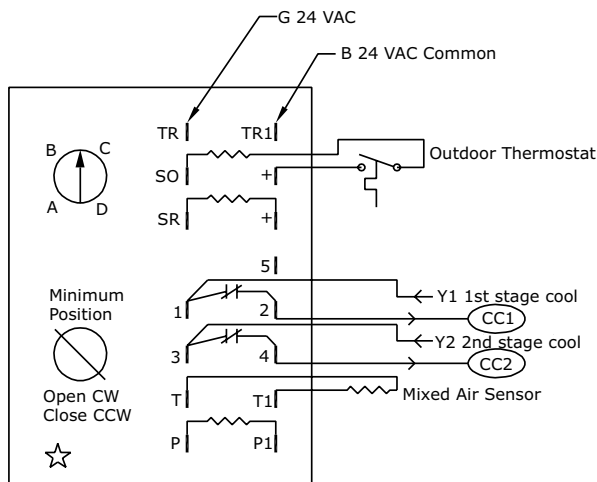 G 24 VAC
B 24 VAC Common
TR TR1
B C
Outdoor Thermostat
SO +
A D
SR +
5
Minimum
Position
Y1 1st stage cool
1 2
CC1
Y2 2nd stage cool
3 4
CC2
Open CW
Close CCW
T T1
Mixed Air Sensor
P P1